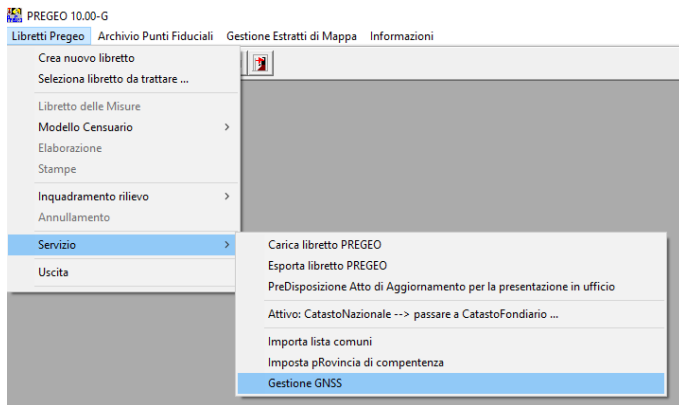 PREGEO 10.00-G
Libretti Pregeo Archivio Punti Fiduciali Gestione Estratti di Mappa Informazioni
Crea nuovo libretto
Seleziona libretto da trattare ...
Libretto delle Misure
Modello Censuario
Elaborazione
Stampe
Inquadramento rilievo
Annullamento
Servizio
Uscita
Carica libretto PREGEO
Esporta libretto PREGEO
PreDisposizione Atto di Aggiornamento per la presentazione in ufficio
Attivo: CatastoNazionale --> passare a CatastoFondiario ...
Importa lista comuni
Imposta pRovincia di compentenza
Gestione GNSS